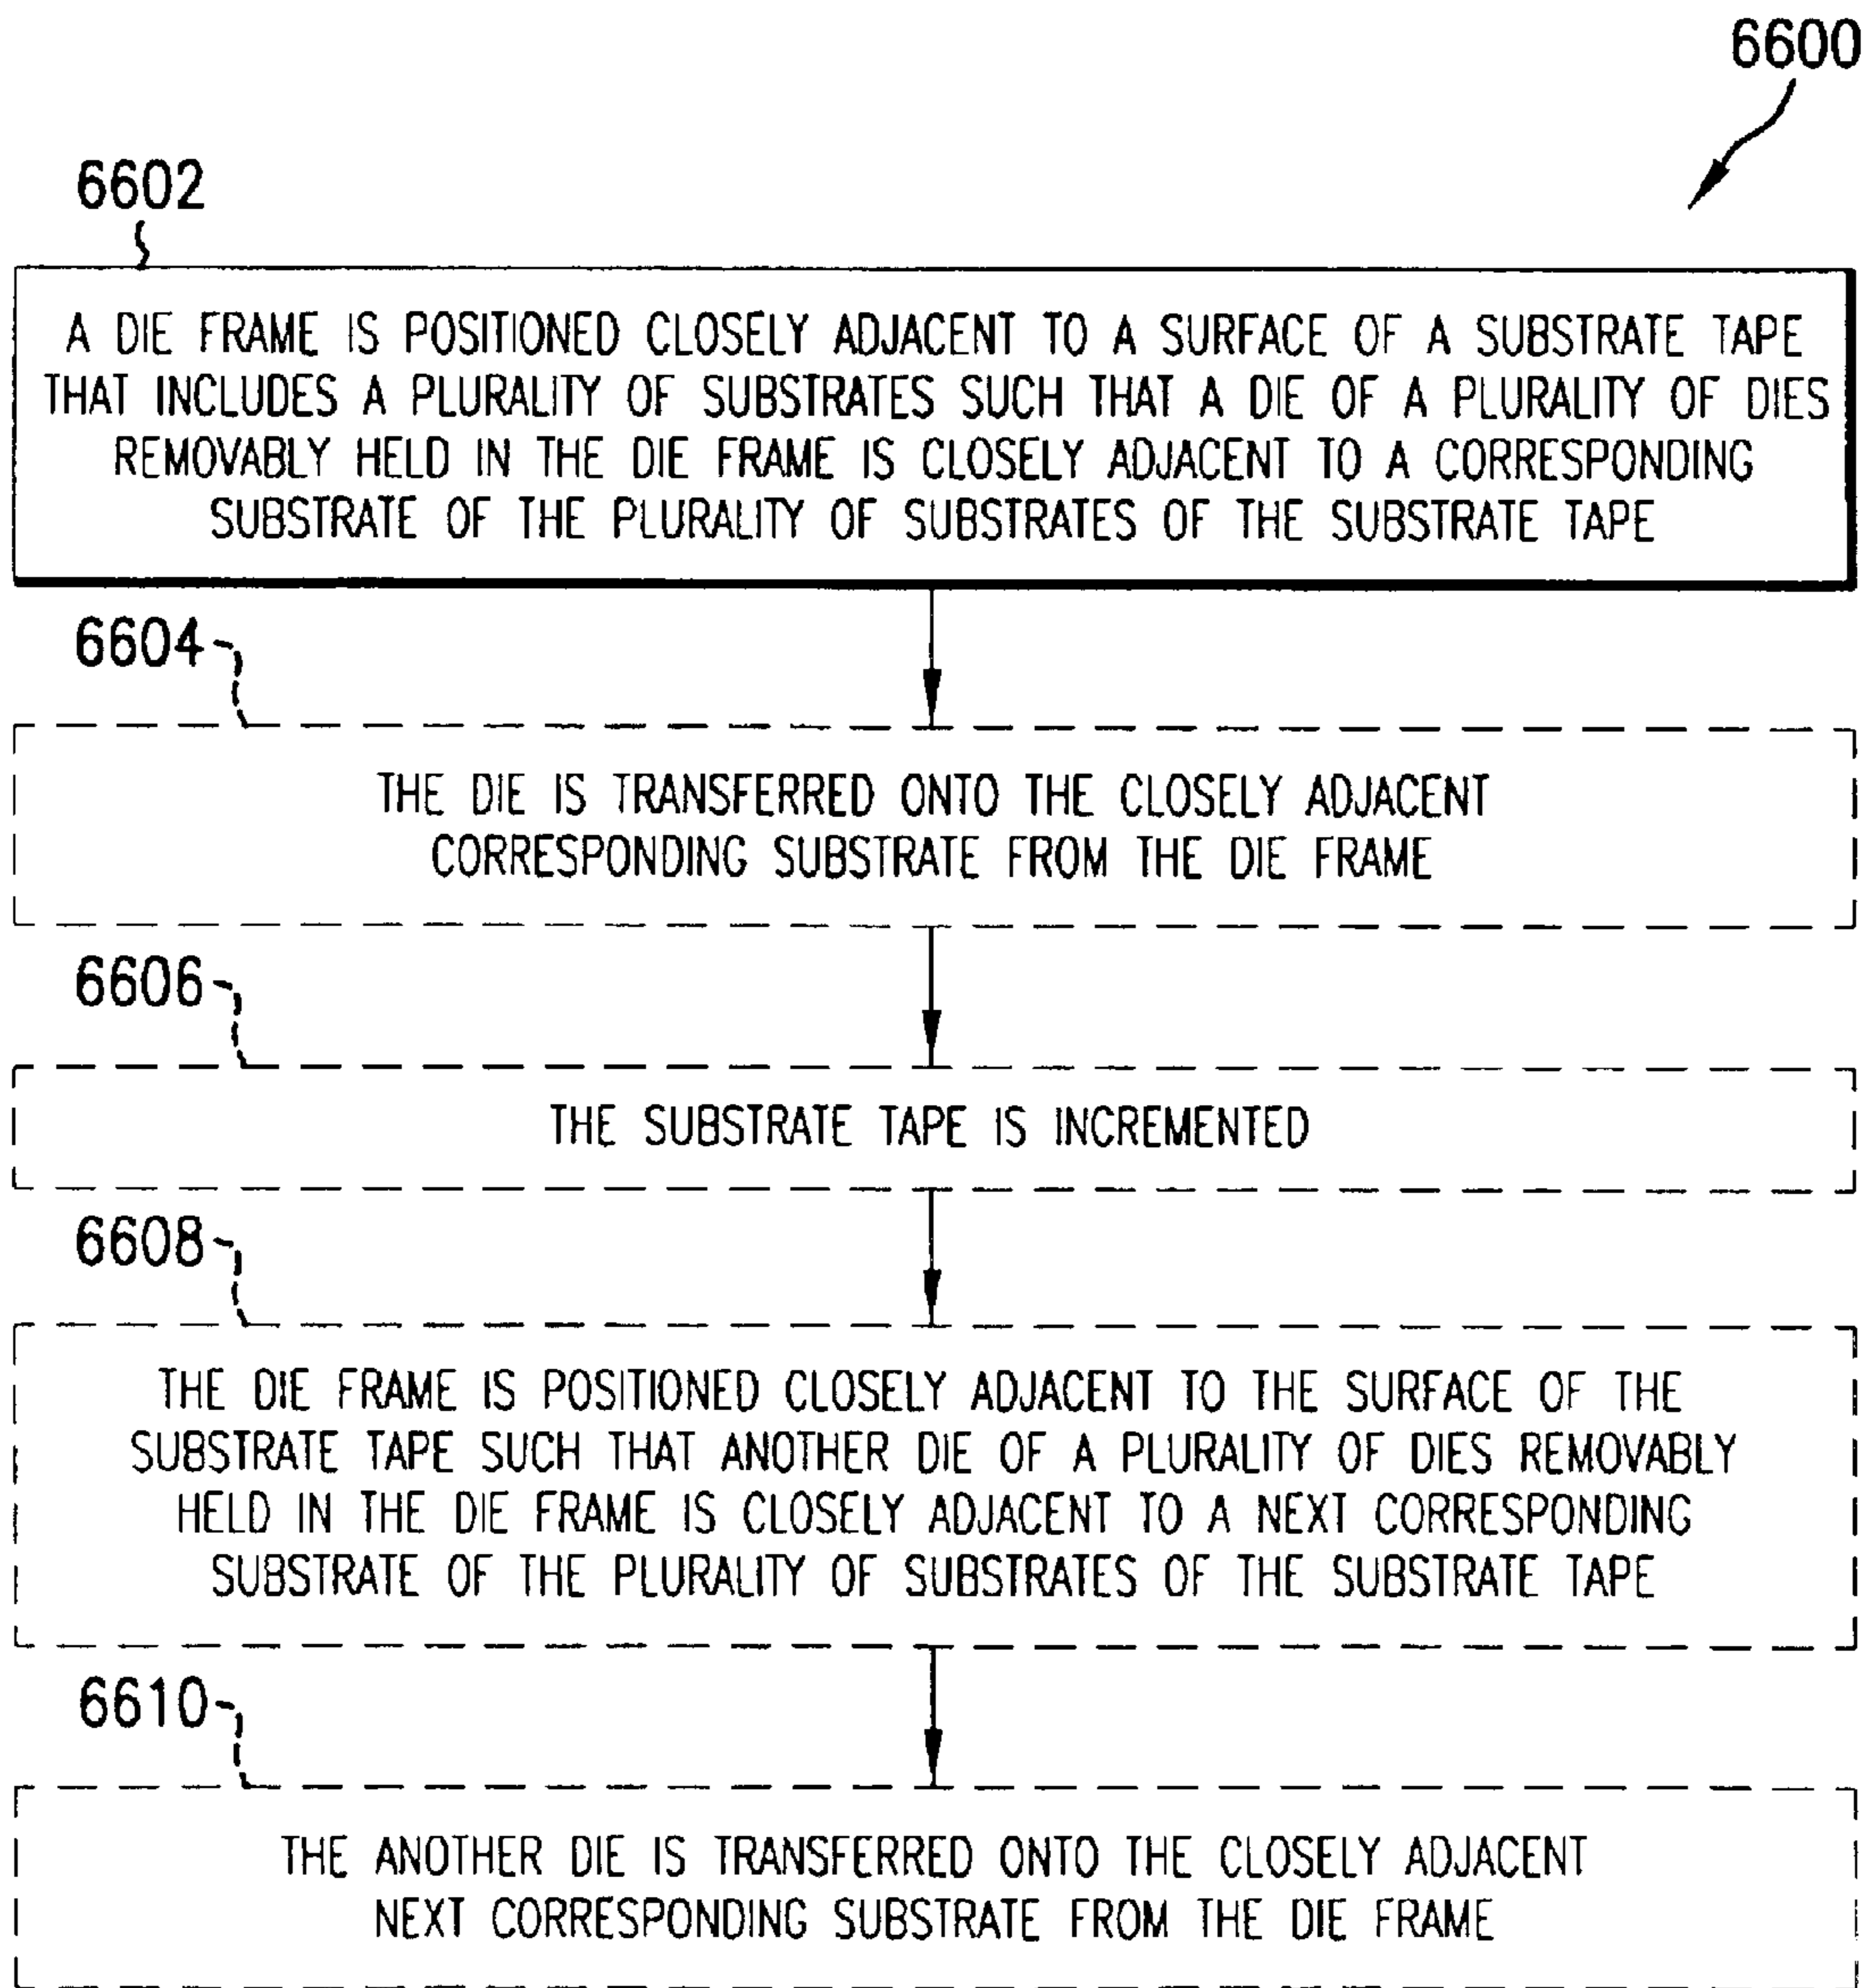 6600
6602
A DIE FRAME IS POSITIONED CLOSELY ADJACENT TO A SURFACE OF A SUBSTRATE TAPE
THAT INCLUDES A PLURALITY OF SUBSTRATES SUCH THAT A DIE OF A PLURALITY OF DIES
REMOVABLY HELD IN THE DIE FRAME IS CLOSELY ADJACENT TO A CORRESPONDING
SUBSTRATE OF THE PLURALITY OF SUBSTRATES OF THE SUBSTRATE TAPE
6604
THE DIE IS TRANSFERRED ONTO THE CLOSELY ADJACENT
CORRESPONDING SUBSTRATE FROM THE DIE FRAME
6606
THE SUBSTRATE TAPE IS INCREMENTED
6608
THE DIE FRAME IS POSITIONED CLOSELY ADJACENT TO THE SURFACE OF THE
SUBSTRATE TAPE SUCH THAT ANOTHER DIE OF A PLURALITY OF DIES REMOVABLY
HELD IN THE DIE FRAME IS CLOSELY ADJACENT TO A NEXT CORRESPONDING
SUBSTRATE OF THE PLURALITY OF SUBSTRATES OF THE SUBSTRATE TAPE
6610
THE ANOTHER DIE IS TRANSFERRED ONTO THE CLOSELY ADJACENT
NEXT CORRESPONDING SUBSTRATE FROM THE DIE FRAME